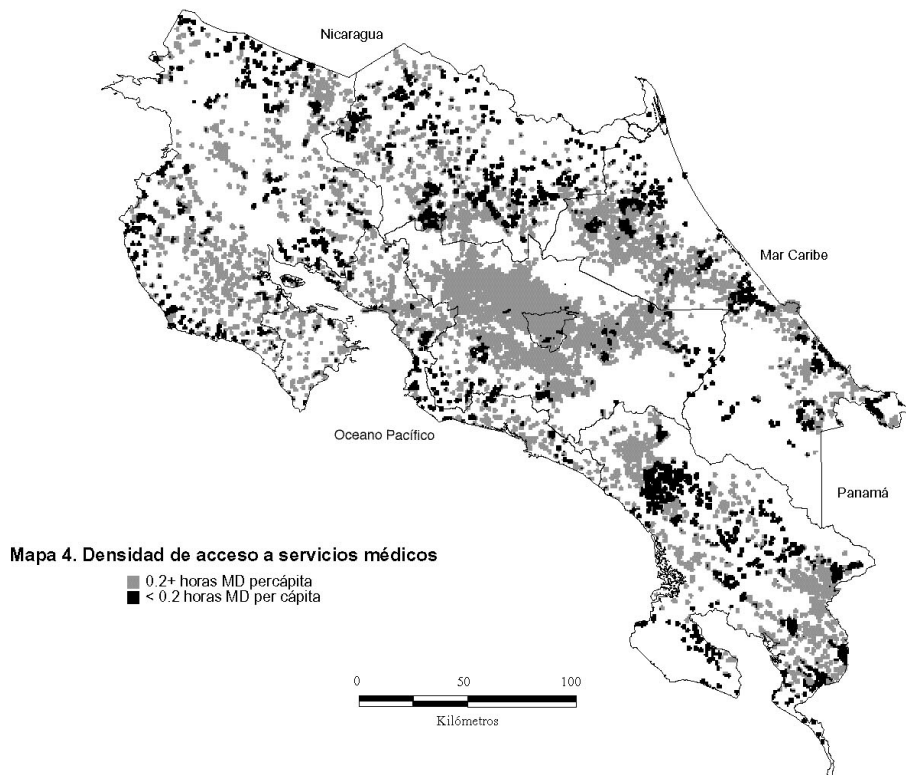 Nicaragua
Mar Caribe
Oceano Pacífico
Panamá
Mapa 4. Densidad de acceso a servicios médicos
0.2+ horas MD percápita
< 0.2 horas MD per cápita
0 50 100
Kilómetros